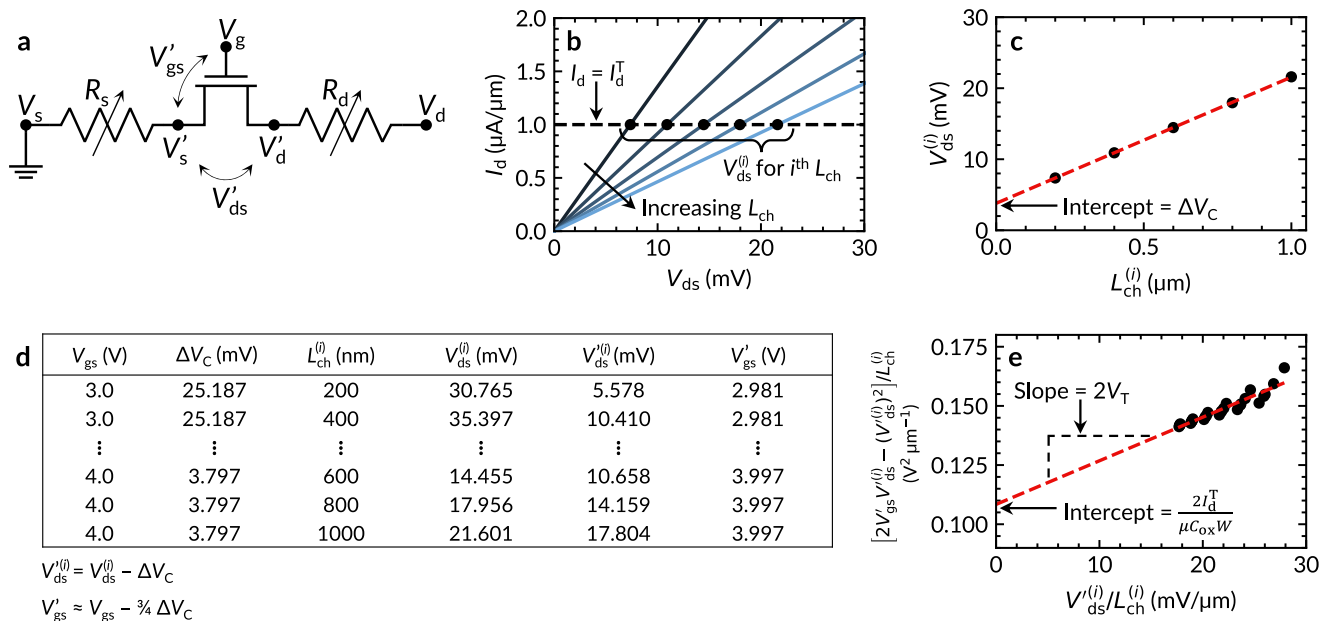 a
V_g
V'_gs
R_s
R_d
V_s
V_d
V'_s
V'_d
V'_ds
b
I_d = I_d^T
V_ds^(i) for i^th L_ch
Increasing L_ch
I_d (μA/μm)
2.0
1.5
1.0
0.5
0.0
0
10
20
30
V_ds (mV)
c
V_ds^(i) (mV)
30
20
10
0
Intercept = ΔV_C
0.0
0.2
0.4
0.6
0.8
1.0
L_ch^(i) (μm)
d
V_gs (V) ΔV_C (mV) L_ch^(i) (nm) V_ds^(i) (mV) V'_ds^(i) (mV) V'_gs (V)
3.0 25.187 200 30.765 5.578 2.981
3.0 25.187 400 35.397 10.410 2.981
⋮ ⋮ ⋮ ⋮ ⋮ ⋮
4.0 3.797 600 14.455 10.658 3.997
4.0 3.797 800 17.956 14.159 3.997
4.0 3.797 1000 21.601 17.804 3.997
V'_ds^(i) = V_ds^(i) − ΔV_C
V'_gs ≈ V_gs − ¾ ΔV_C
e
[2V'_gs V'_ds^(i) − (V'_ds^(i))^2]/L_ch^(i)
(V^2 μm^−1)
0.175
0.150
0.125
0.100
Slope = 2V_T
Intercept = 2I_d^T / μC_oxW
0
10
20
30
V'_ds^(i)/L_ch^(i) (mV/μm)